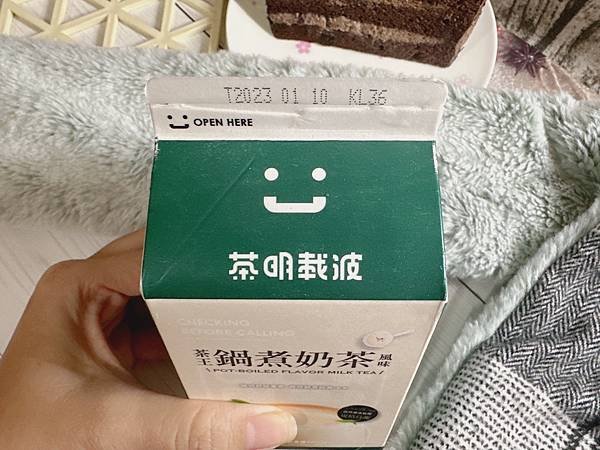 T2023 01 10 KL36
OPEN HERE
茶明栽波
CHECKING
BEFORE CALLING
茶王 鍋煮奶茶 風味
\ POT-BOILED FLAVOR MILK TEA /